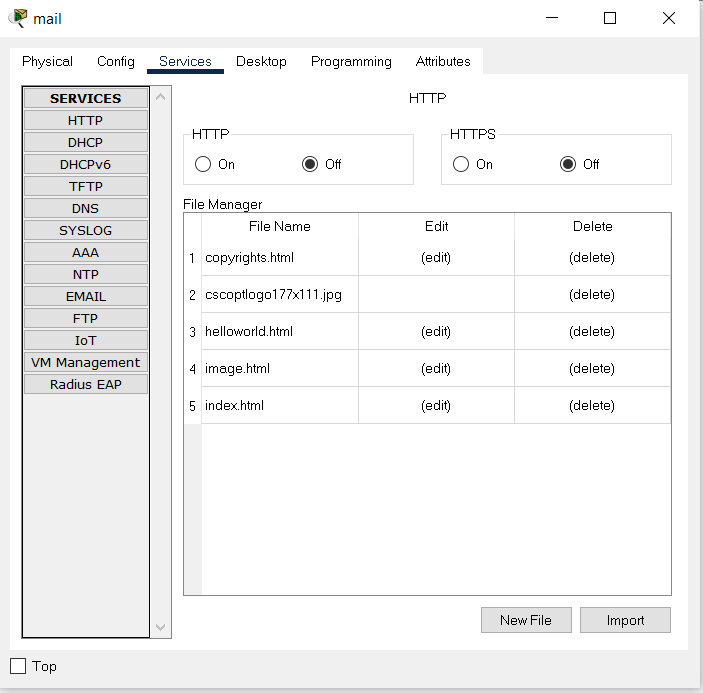 mail
Physical Config Services Desktop Programming Attributes
SERVICES
HTTP
DHCP
DHCPv6
TFTP
DNS
SYSLOG
AAA
NTP
EMAIL
FTP
IoT
VM Management
Radius EAP
HTTP
HTTP HTTPS
On Off On Off
File Manager
File Name Edit Delete
1 copyrights.html (edit) (delete)
2 cscoptlogo177x111.jpg (delete)
3 helloworld.html (edit) (delete)
4 image.html (edit) (delete)
5 index.html (edit) (delete)
New File Import
Top